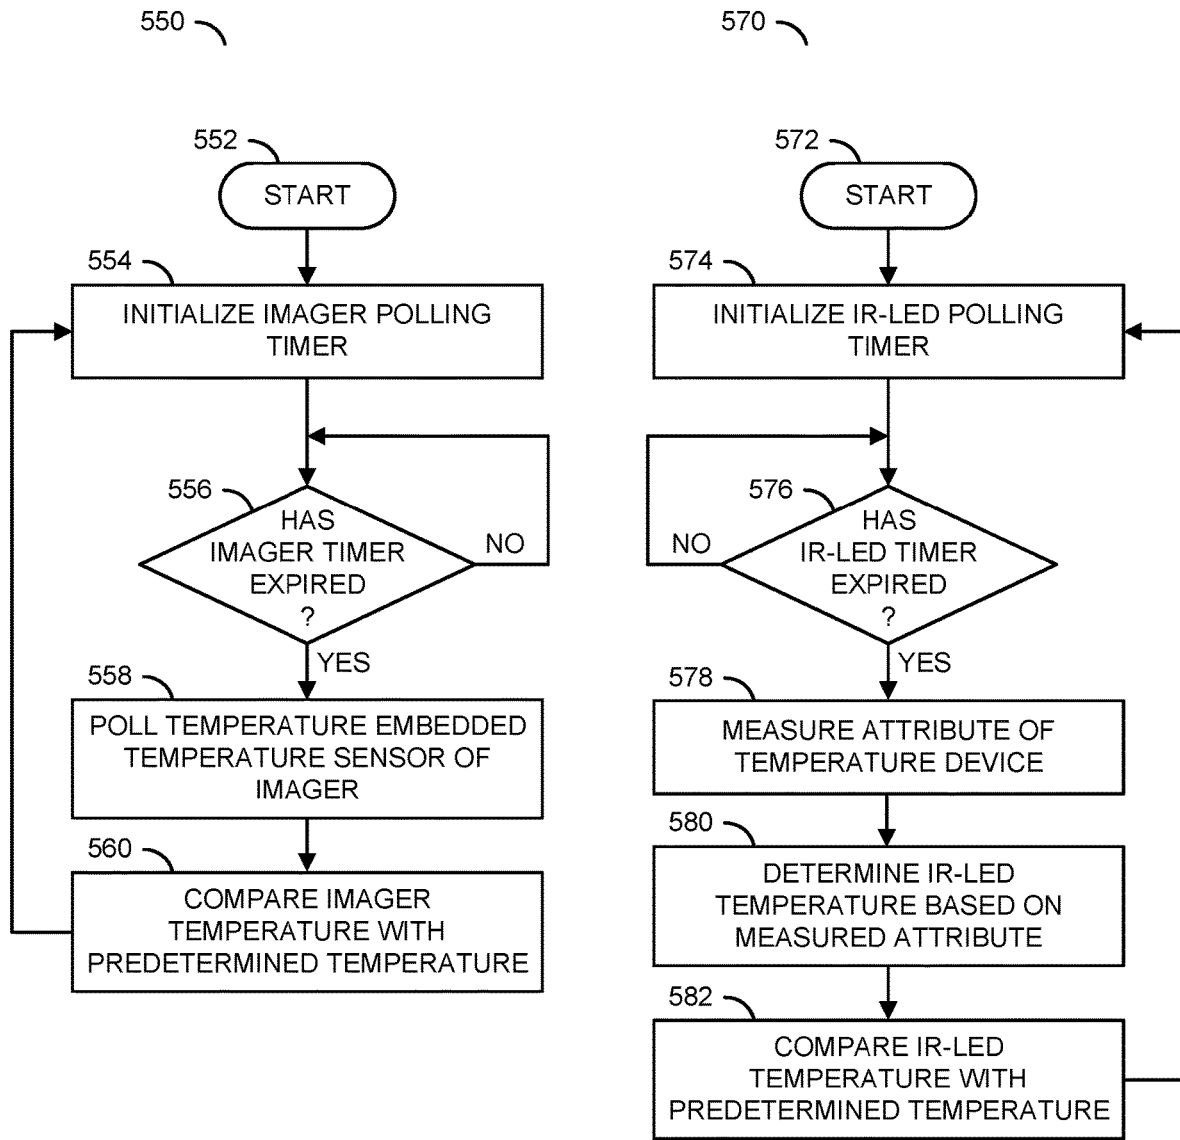 550
552
START
554
INITIALIZE IMAGER POLLING
TIMER
556
HAS
IMAGER TIMER
EXPIRED
?
NO
YES
558
POLL TEMPERATURE EMBEDDED
TEMPERATURE SENSOR OF
IMAGER
560
COMPARE IMAGER
TEMPERATURE WITH
PREDETERMINED TEMPERATURE
570
572
START
574
INITIALIZE IR-LED POLLING
TIMER
576
HAS
IR-LED TIMER
EXPIRED
?
NO
YES
578
MEASURE ATTRIBUTE OF
TEMPERATURE DEVICE
580
DETERMINE IR-LED
TEMPERATURE BASED ON
MEASURED ATTRIBUTE
582
COMPARE IR-LED
TEMPERATURE WITH
PREDETERMINED TEMPERATURE